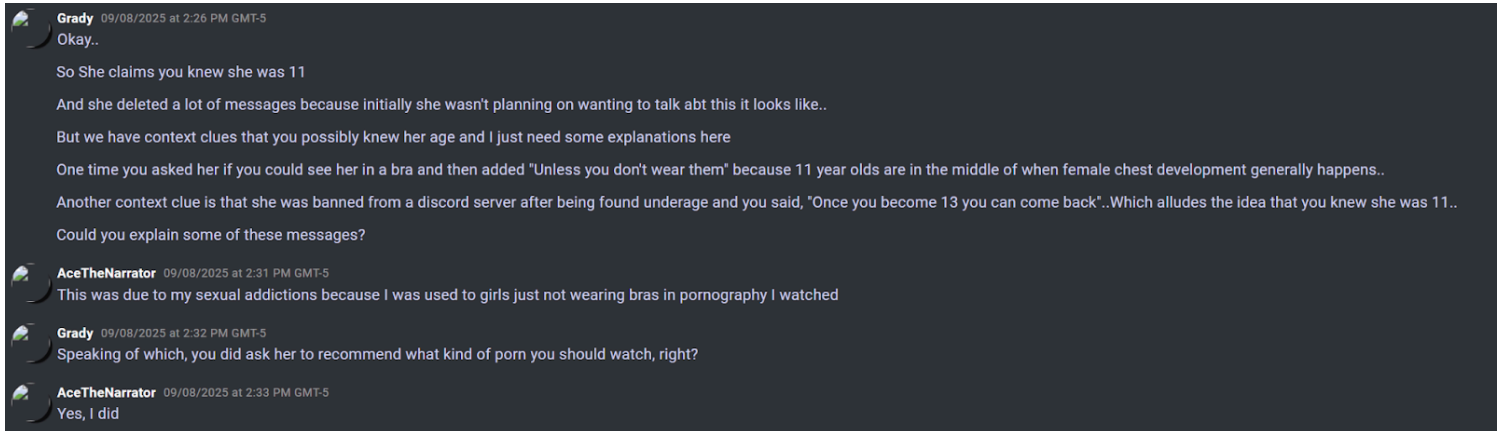 Grady 09/08/2025 at 2:26 PM GMT-5
Okay..
So She claims you knew she was 11
And she deleted a lot of messages because initially she wasn't planning on wanting to talk abt this it looks like..
But we have context clues that you possibly knew her age and I just need some explanations here
One time you asked her if you could see her in a bra and then added "Unless you don't wear them" because 11 year olds are in the middle of when female chest development generally happens..
Another context clue is that she was banned from a discord server after being found underage and you said, "Once you become 13 you can come back"..Which alludes the idea that you knew she was 11..
Could you explain some of these messages?
AceTheNarrator 09/08/2025 at 2:31 PM GMT-5
This was due to my sexual addictions because I was used to girls just not wearing bras in pornography I watched
Grady 09/08/2025 at 2:32 PM GMT-5
Speaking of which, you did ask her to recommend what kind of porn you should watch, right?
AceTheNarrator 09/08/2025 at 2:33 PM GMT-5
Yes, I did